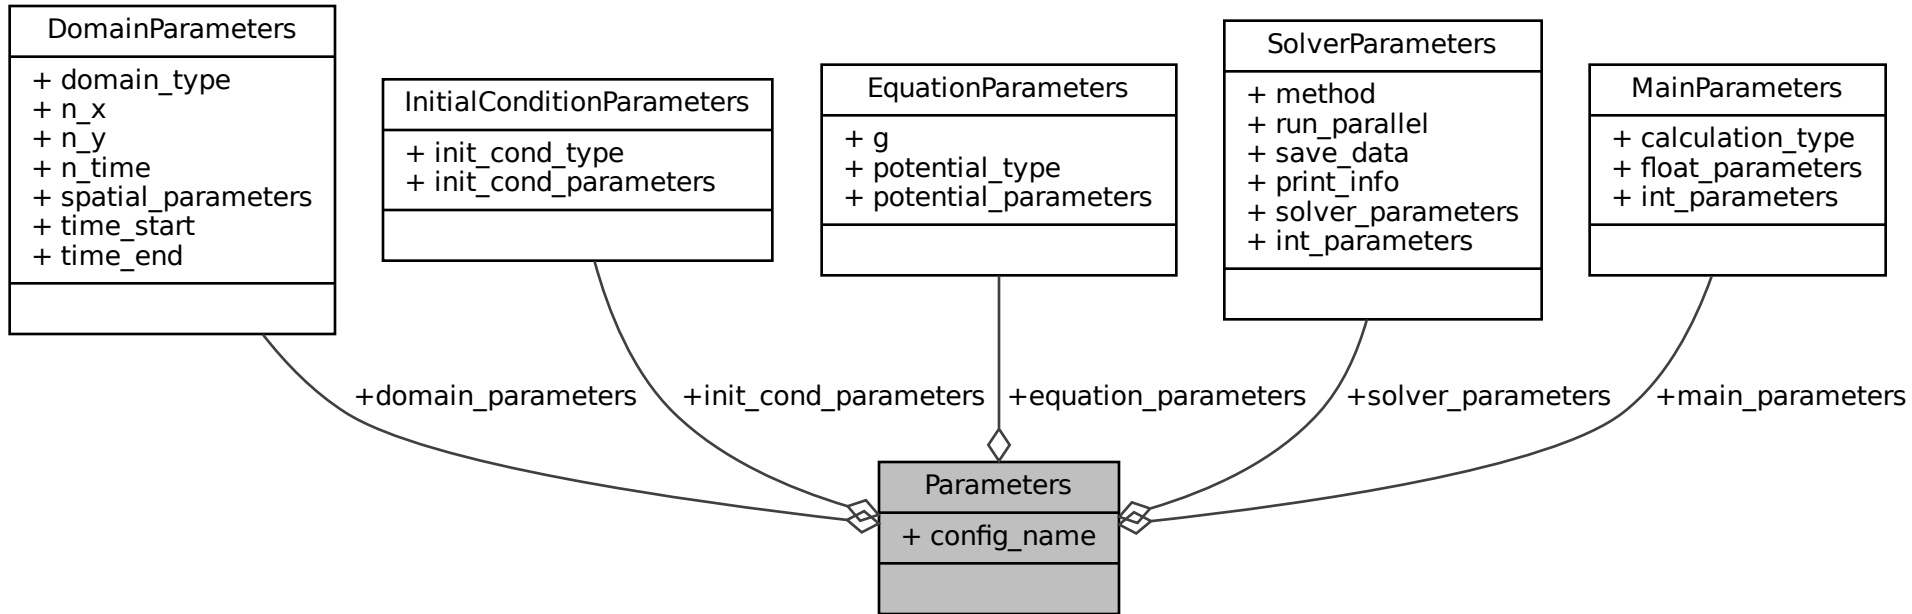 DomainParameters
+ domain_type
+ n_x
+ n_y
+ n_time
+ spatial_parameters
+ time_start
+ time_end
InitialConditionParameters
+ init_cond_type
+ init_cond_parameters
EquationParameters
+ g
+ potential_type
+ potential_parameters
SolverParameters
+ method
+ run_parallel
+ save_data
+ print_info
+ solver_parameters
+ int_parameters
MainParameters
+ calculation_type
+ float_parameters
+ int_parameters
+domain_parameters
+init_cond_parameters
+equation_parameters
+solver_parameters
+main_parameters
Parameters
+ config_name